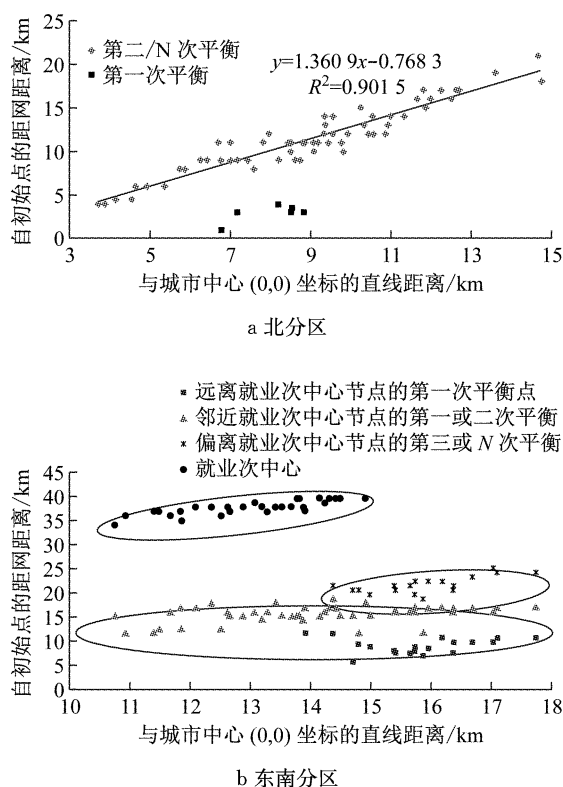 自初始点的距网距离/km
25
20
15
10
5
0
第二/N 次平衡
第一次平衡
y=1.360 9x-0.768 3
R²=0.901 5
3 5 7 9 11 13 15
与城市中心 (0,0) 坐标的直线距离/km
a 北分区
远离就业次中心节点的第一次平衡点
邻近就业次中心节点的第一或二次平衡
偏离就业次中心节点的第三或 N 次平衡
就业次中心
自初始点的距网距离/km
45
40
35
30
25
20
15
10
5
0
10 11 12 13 14 15 16 17 18
与城市中心 (0,0) 坐标的直线距离/km
b 东南分区